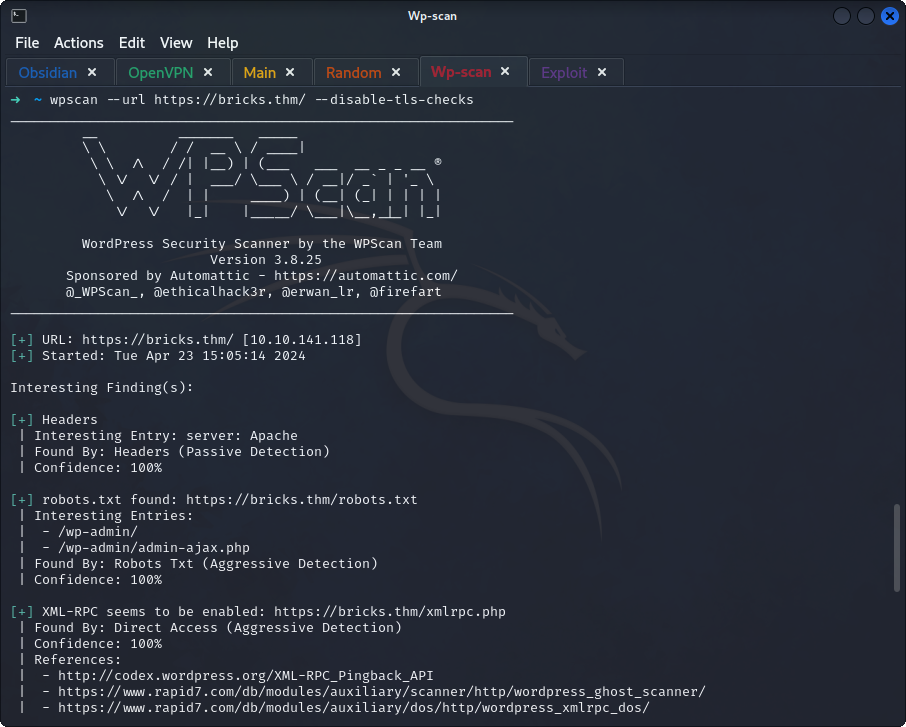 Wp-scan
File Actions Edit View Help
Obsidian × OpenVPN × Main × Random × Wp-scan × Exploit ×
→ ~ wpscan --url https://bricks.thm/ --disable-tls-checks
WPScan ®
WordPress Security Scanner by the WPScan Team
Version 3.8.25
Sponsored by Automattic - https://automattic.com/
@_WPScan_, @ethicalhack3r, @erwan_lr, @firefart
[+] URL: https://bricks.thm/ [10.10.141.118]
[+] Started: Tue Apr 23 15:05:14 2024
Interesting Finding(s):
[+] Headers
| Interesting Entry: server: Apache
| Found By: Headers (Passive Detection)
| Confidence: 100%
[+] robots.txt found: https://bricks.thm/robots.txt
| Interesting Entries:
|  - /wp-admin/
|  - /wp-admin/admin-ajax.php
| Found By: Robots Txt (Aggressive Detection)
| Confidence: 100%
[+] XML-RPC seems to be enabled: https://bricks.thm/xmlrpc.php
| Found By: Direct Access (Aggressive Detection)
| Confidence: 100%
| References:
|  - http://codex.wordpress.org/XML-RPC_Pingback_API
|  - https://www.rapid7.com/db/modules/auxiliary/scanner/http/wordpress_ghost_scanner/
|  - https://www.rapid7.com/db/modules/auxiliary/dos/http/wordpress_xmlrpc_dos/